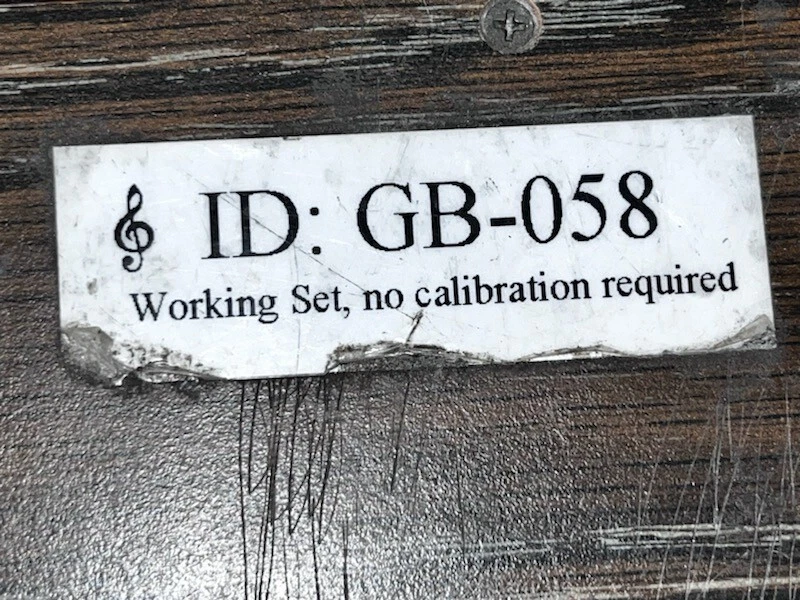 ID: GB-058
Working Set, no calibration required